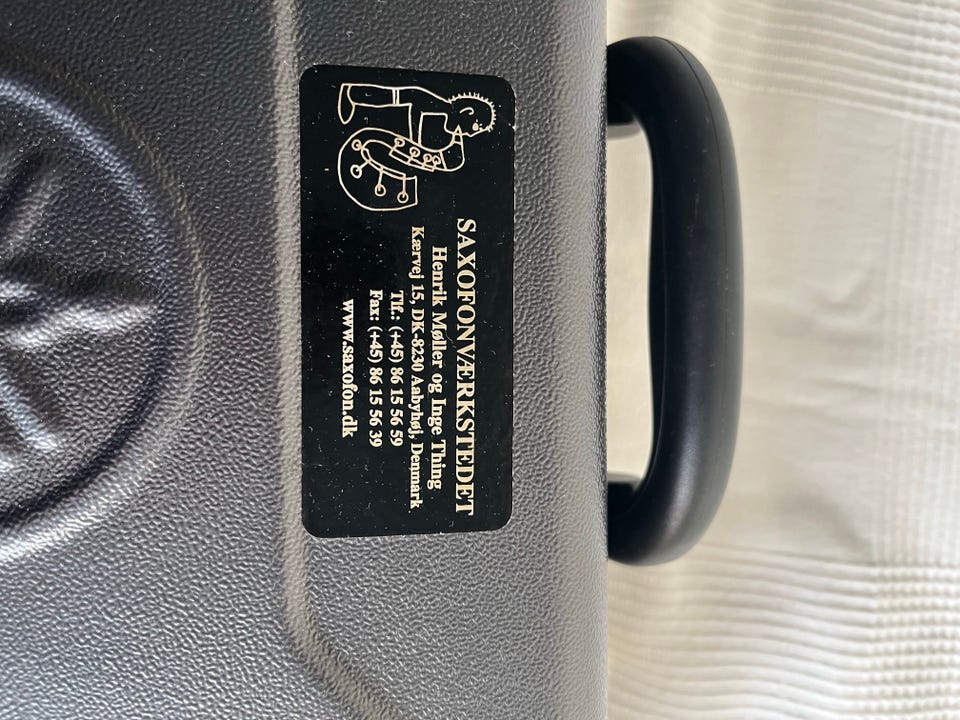 SAXOFONVÆRKSTEDET
Henrik Møller og Inge Thing
Kærvej 15, DK-8230 Aabyhøj, Denmark
Tlf.: (+45) 86 15 56 59
Fax: (+45) 86 15 56 39
www.saxofon.dk